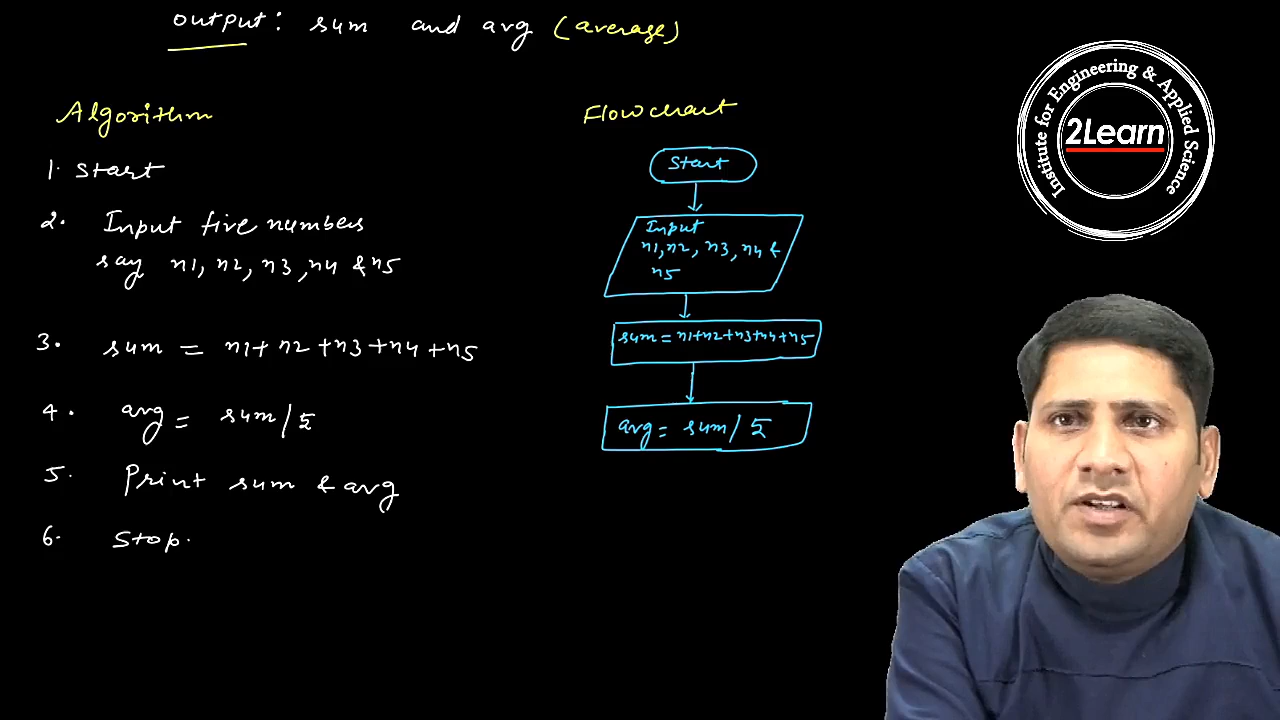 output: sum and avg (average)
Algorithm
1. Start
2. Input five numbers
say n1, n2, n3, n4 & n5
3. sum = n1+ n2 +n3 +n4 +n5
4. avg = sum/5
5. Print sum & avg
6. Stop.
Flowchart
Start
Input
n1, n2, n3, n4 &
n5
sum = n1+n2+n3+n4+n5
avg = sum/5
Institute for Engineering & Applied Science
2Learn